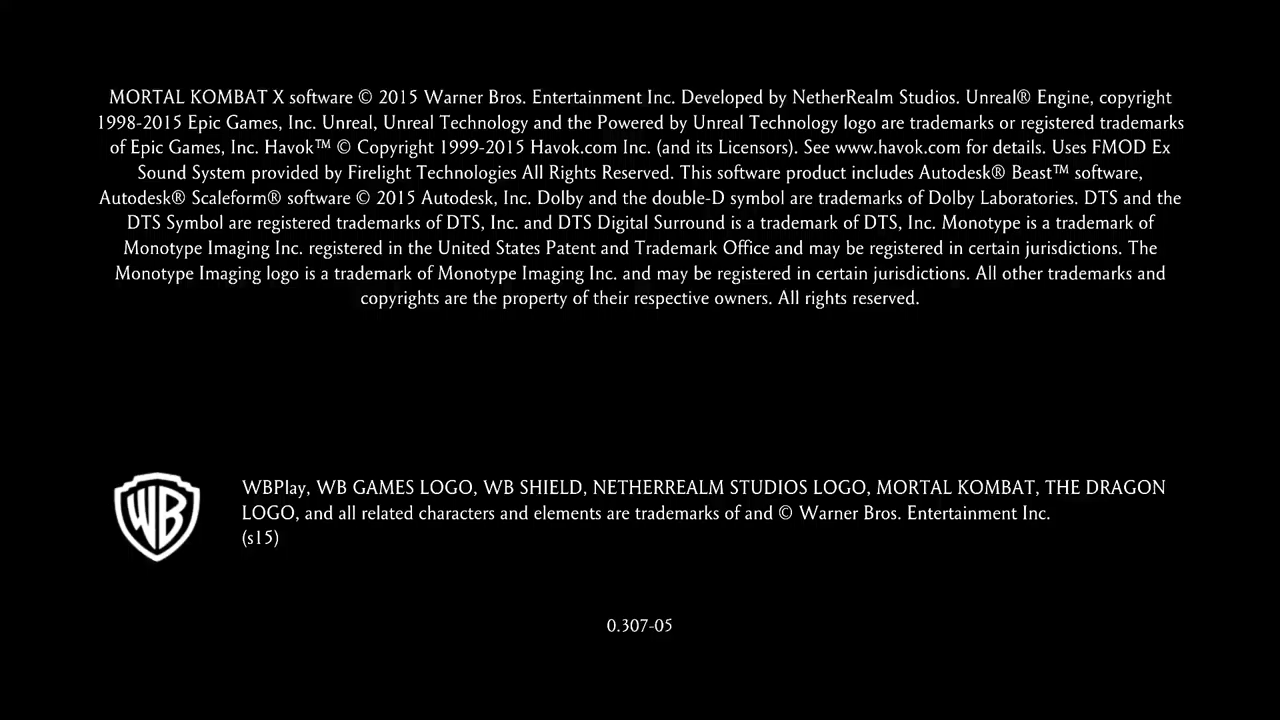 MORTAL KOMBAT X software © 2015 Warner Bros. Entertainment Inc. Developed by NetherRealm Studios. Unreal® Engine, copyright
1998-2015 Epic Games, Inc. Unreal, Unreal Technology and the Powered by Unreal Technology logo are trademarks or registered trademarks
of Epic Games, Inc. Havok™ © Copyright 1999-2015 Havok.com Inc. (and its Licensors). See www.havok.com for details. Uses FMOD Ex
Sound System provided by Firelight Technologies All Rights Reserved. This software product includes Autodesk® Beast™ software,
Autodesk® Scaleform® software © 2015 Autodesk, Inc. Dolby and the double-D symbol are trademarks of Dolby Laboratories. DTS and the
DTS Symbol are registered trademarks of DTS, Inc. and DTS Digital Surround is a trademark of DTS, Inc. Monotype is a trademark of
Monotype Imaging Inc. registered in the United States Patent and Trademark Office and may be registered in certain jurisdictions. The
Monotype Imaging logo is a trademark of Monotype Imaging Inc. and may be registered in certain jurisdictions. All other trademarks and
copyrights are the property of their respective owners. All rights reserved.
WB
WBPlay, WB GAMES LOGO, WB SHIELD, NETHERREALM STUDIOS LOGO, MORTAL KOMBAT, THE DRAGON
LOGO, and all related characters and elements are trademarks of and © Warner Bros. Entertainment Inc.
(s15)
0.307-05